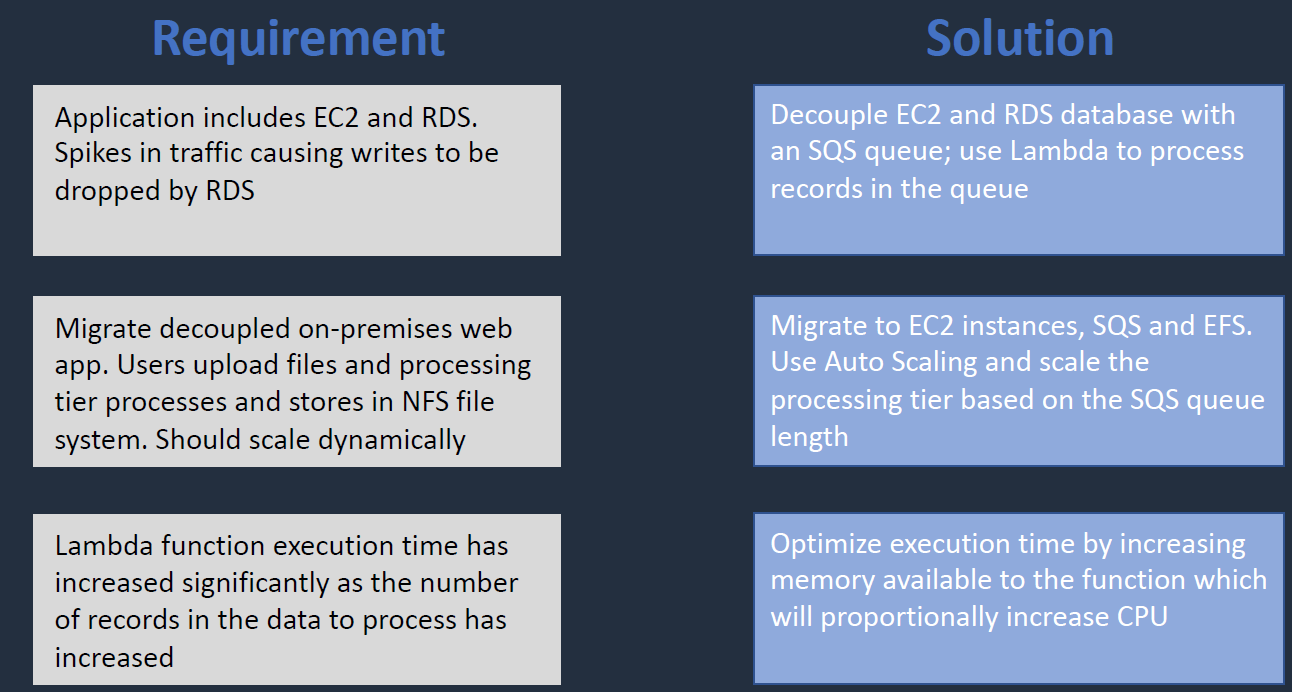 Requirement
Solution
Application includes EC2 and RDS.
Spikes in traffic causing writes to be
dropped by RDS
Decouple EC2 and RDS database with
an SQS queue; use Lambda to process
records in the queue
Migrate decoupled on-premises web
app. Users upload files and processing
tier processes and stores in NFS file
system. Should scale dynamically
Migrate to EC2 instances, SQS and EFS.
Use Auto Scaling and scale the
processing tier based on the SQS queue
length
Lambda function execution time has
increased significantly as the number
of records in the data to process has
increased
Optimize execution time by increasing
memory available to the function which
will proportionally increase CPU